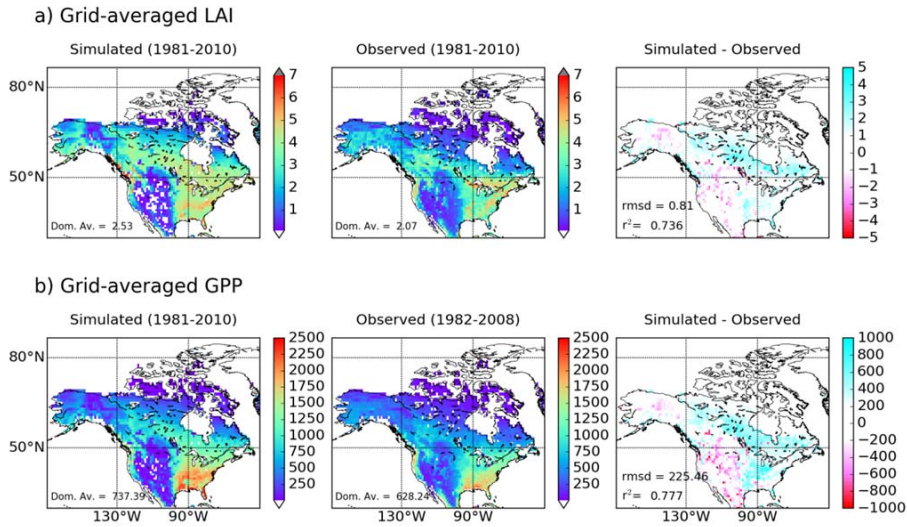 a) Grid-averaged LAI
Simulated (1981-2010)
Observed (1981-2010)
Simulated - Observed
80°N
50°N
Dom. Av. = 2.53
7
6
5
4
3
2
1
Dom. Av. = 2.07
7
6
5
4
3
2
1
rmsd = 0.81
r²= 0.736
5
4
3
2
1
0
−1
−2
−3
−4
−5
b) Grid-averaged GPP
Simulated (1981-2010)
Observed (1982-2008)
Simulated - Observed
80°N
50°N
130°W 90°W
Dom. Av. = 737.39
2500
2250
2000
1750
1500
1250
1000
750
500
250
130°W 90°W
Dom. Av. = 628.24
2500
2250
2000
1750
1500
1250
1000
750
500
250
130°W 90°W
rmsd = 225.46
r²= 0.777
1000
800
600
400
200
0
−200
−400
−600
−800
−1000